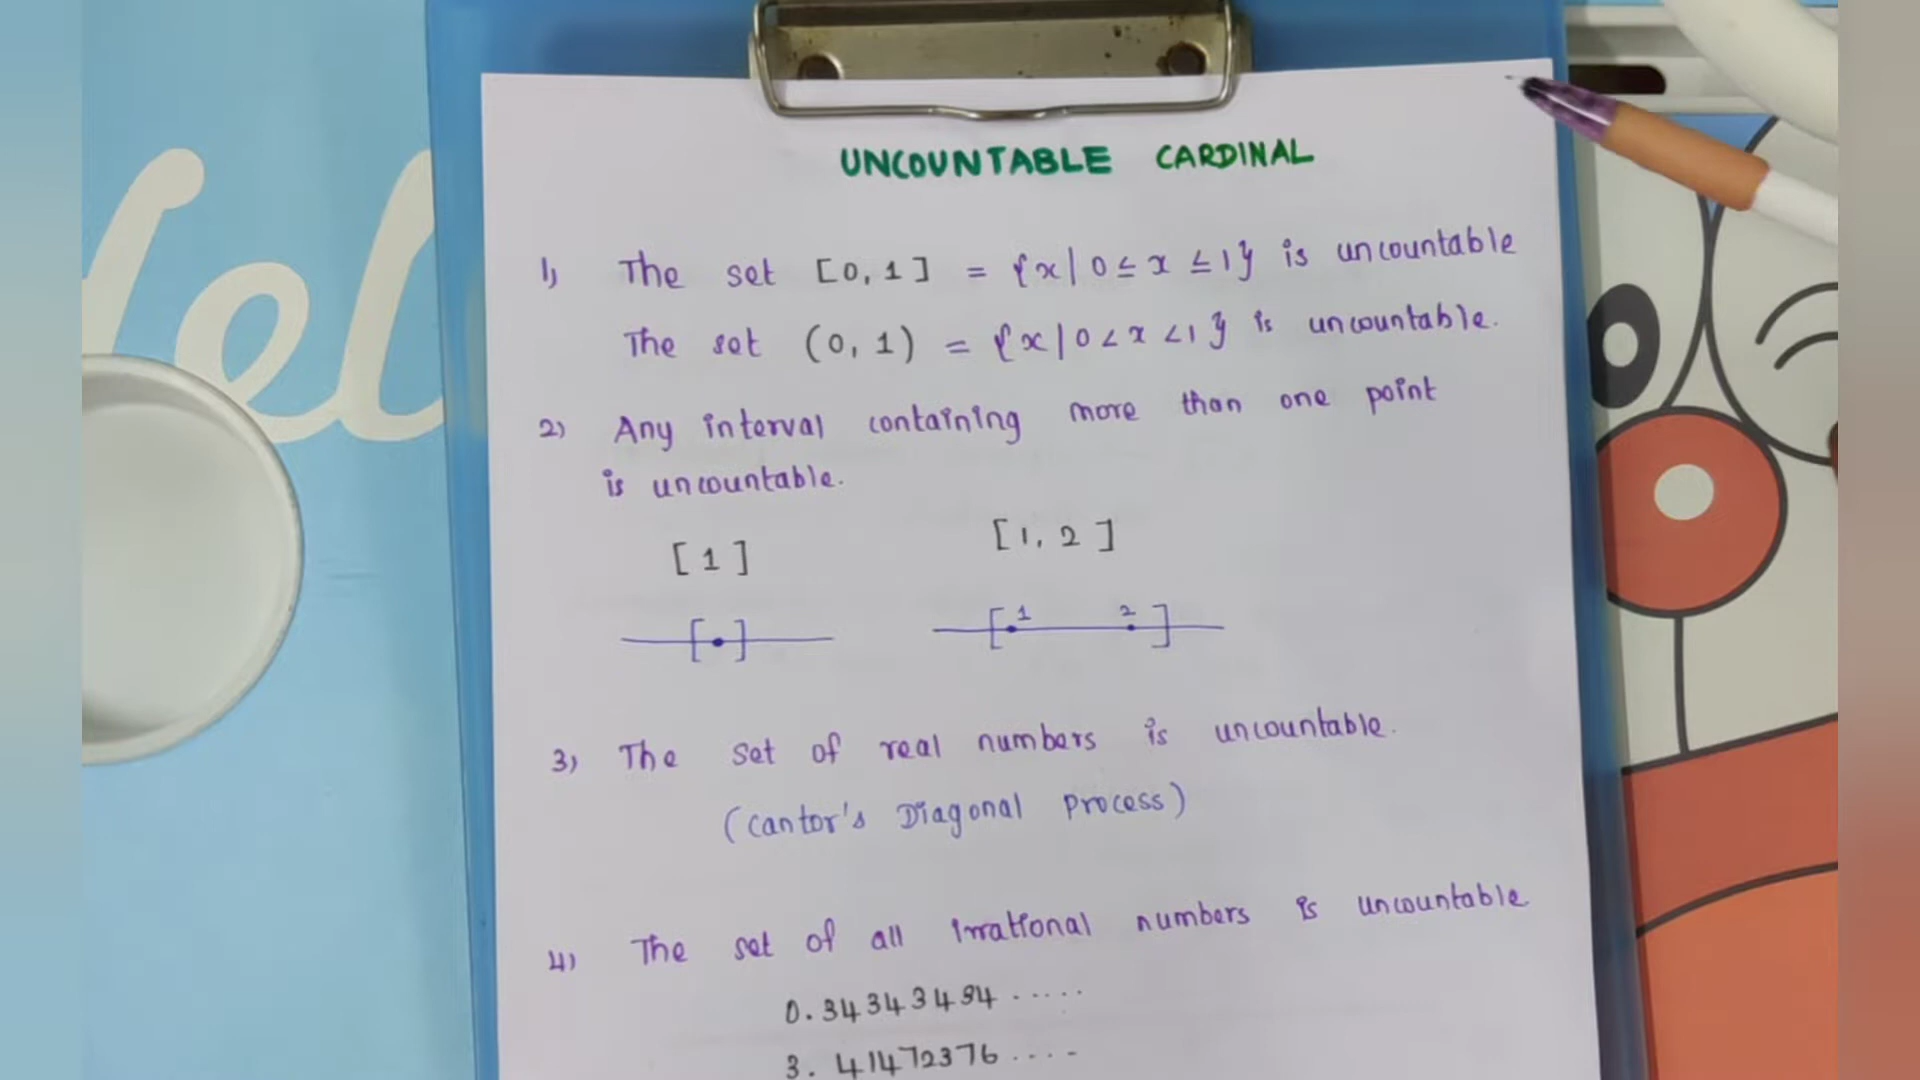 Hel
UNCOUNTABLE CARDINAL
1) The set [0, 1] = {x | 0 ≤ x ≤ 1} is uncountable
The set (0, 1) = {x | 0 < x < 1} is uncountable.
2) Any interval containing more than one point
is uncountable.
[1] [1, 2]
[•] [1 2]
3) The set of real numbers is uncountable.
(Cantor's Diagonal Process)
4) The set of all irrational numbers is uncountable
0.34343434.....
3.41472376....